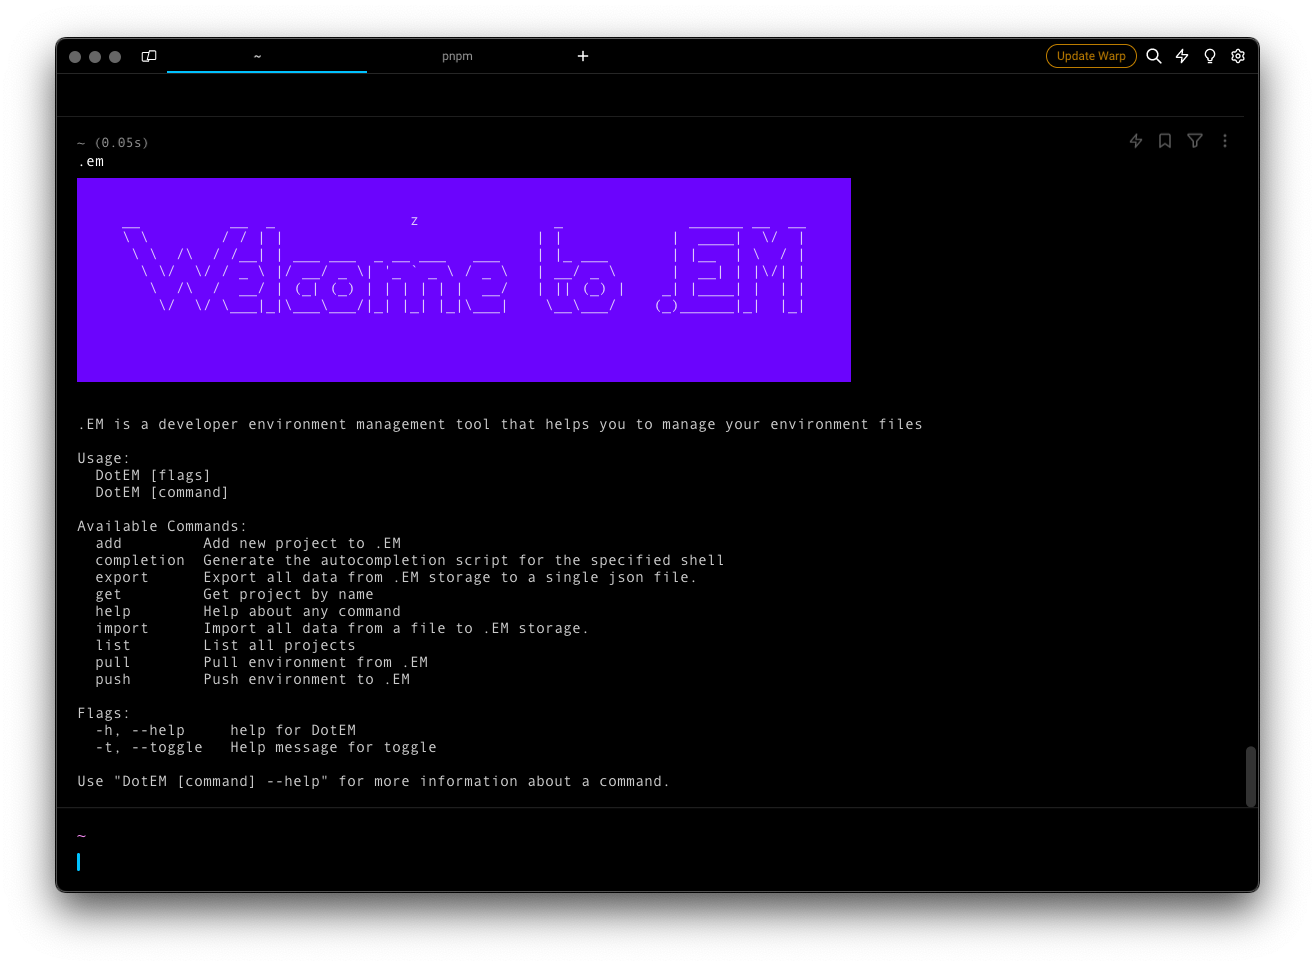 ~
pnpm
Update Warp
~ (0.05s)
.em
z
Welcome to .EM
.EM is a developer environment management tool that helps you to manage your environment files
Usage:
DotEM [flags]
DotEM [command]
Available Commands:
add Add new project to .EM
completion Generate the autocompletion script for the specified shell
export Export all data from .EM storage to a single json file.
get Get project by name
help Help about any command
import Import all data from a file to .EM storage.
list List all projects
pull Pull environment from .EM
push Push environment to .EM
Flags:
-h, --help help for DotEM
-t, --toggle Help message for toggle
Use "DotEM [command] --help" for more information about a command.
~